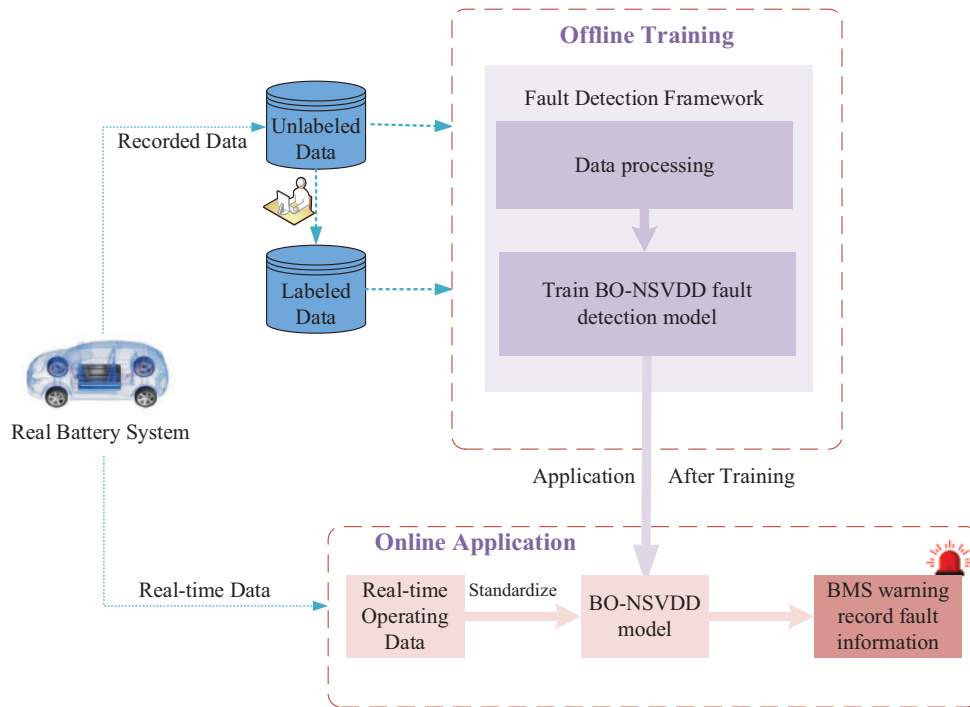 Offline Training
Fault Detection Framework
Unlabeled
Data
Recorded Data
Data processing
Labeled
Data
Train BO-NSVDD fault
detection model
Real Battery System
Application
After Training
Online Application
Real-time Data
Real-time
Operating
Data
Standardize
BO-NSVDD
model
BMS warning
record fault
information